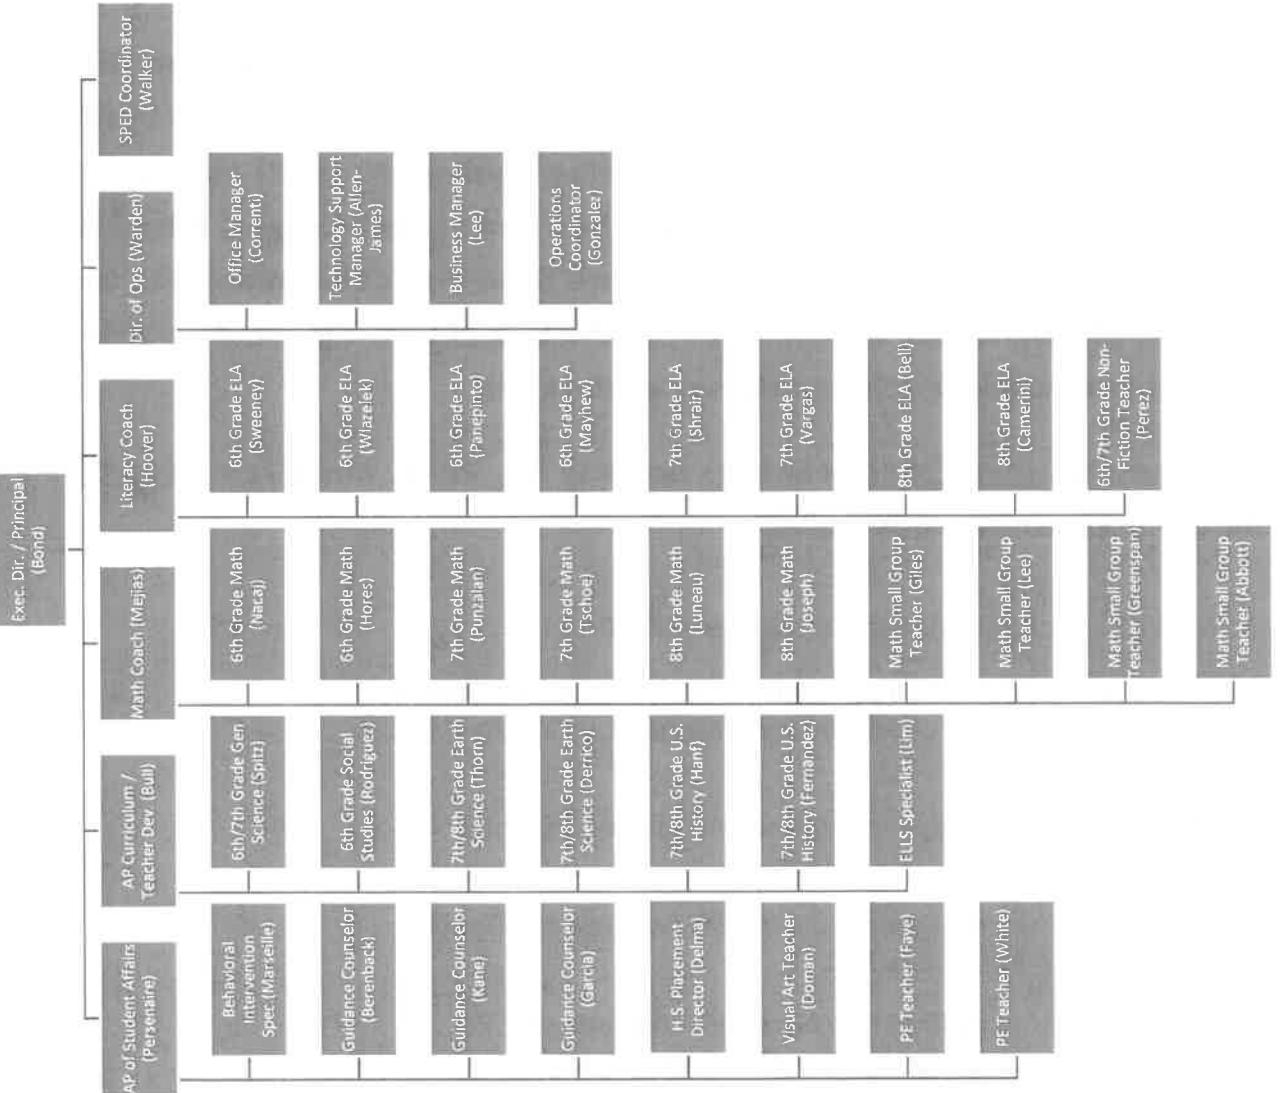 Exec. Dir. / Principal
(Bond)
AP of Student Affairs
(Persenaire)
Behavioral
Intervention
Spec.(Marseille)
Guidance Counselor
(Berenback)
Guidance Counselor
(Kane)
Guidance Counselor
(Garcia)
H.S. Placement
Director (Delma)
Visual Art Teacher
(Doman)
PE Teacher (Faye)
PE Teacher (White)
AP Curriculum /
Teacher Dev. (Bull)
6th/7th Grade Gen
Science (Spitz)
6th Grade Social
Studies (Rodriguez)
7th/8th Grade Earth
Science (Thorn)
7th/8th Grade Earth
Science (Derrico)
7th/8th Grade U.S.
History (Hanf)
7th/8th Grade U.S.
History (Fernandez)
ELLS Specialist (Lim)
Math Coach (Mejias)
6th Grade Math
(Nacaj)
6th Grade Math
(Hores)
7th Grade Math
(Punzalan)
7th Grade Math
(Tschoe)
8th Grade Math
(Luneau)
8th Grade Math
(Joseph)
Math Small Group
Teacher (Giles)
Math Small Group
Teacher (Lee)
Math Small Group
Teacher (Greenspan)
Math Small Group
Teacher (Abbott)
Literacy Coach
(Hoover)
6th Grade ELA
(Sweeney)
6th Grade ELA
(Wlazelek)
6th Grade ELA
(Panepinto)
6th Grade ELA
(Mayhew)
7th Grade ELA
(Shrair)
7th Grade ELA
(Vargas)
8th Grade ELA (Bell)
8th Grade ELA
(Camerini)
6th/7th Grade Non-
Fiction Teacher
(Perez)
Dir. of Ops (Warden)
Office Manager
(Correnti)
Technology Support
Manager (Allen-
James)
Business Manager
(Lee)
Operations
Coordinator
(Gonzalez)
SPED Coordinator
(Walker)